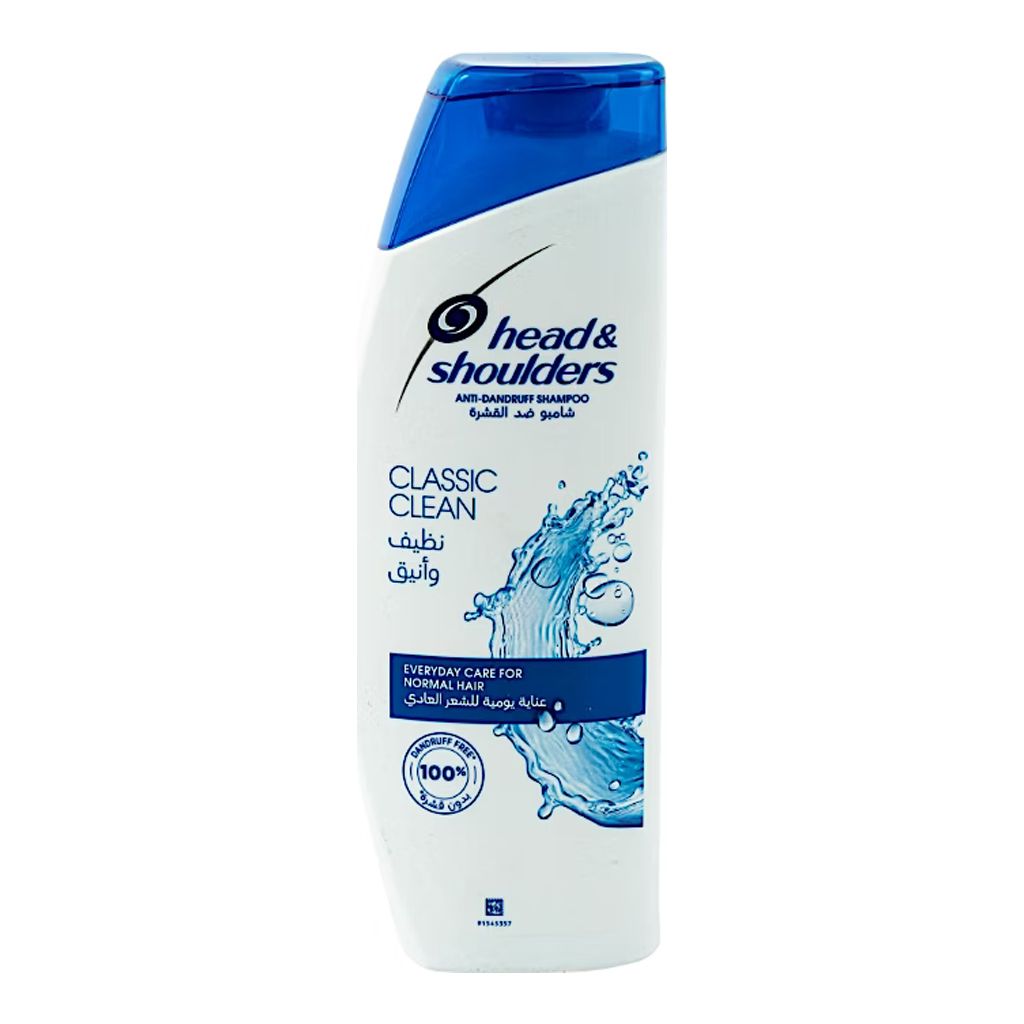 head &
shoulders
ANTI-DANDRUFF SHAMPOO
شامبو ضد القشرة
CLASSIC
CLEAN
نظيف
وأنيق
EVERYDAY CARE FOR
NORMAL HAIR
عناية يومية للشعر العادي
DANDRUFF FREE*
100%
بدون قشرة*
91545357